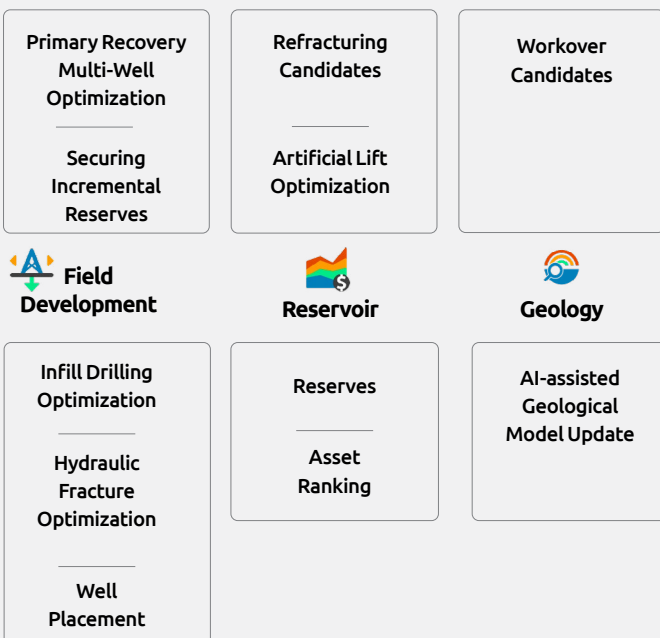 Primary Recovery
Multi-Well
Optimization
Securing
Incremental
Reserves
Refracturing
Candidates
Artificial Lift
Optimization
Workover
Candidates
Field
Development
Reservoir
Geology
Infill Drilling
Optimization
Hydraulic
Fracture
Optimization
Well
Placement
Reserves
Asset
Ranking
AI-assisted
Geological
Model Update